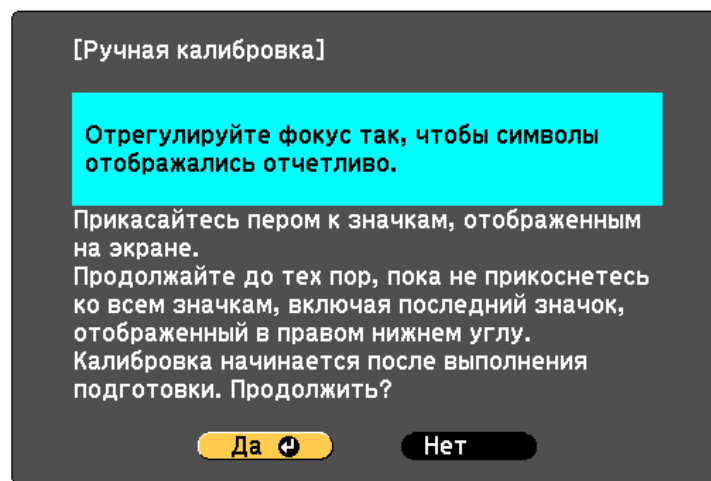 [Ручная калибровка]
Отрегулируйте фокус так, чтобы символы
отображались отчетливо.
Прикасайтесь пером к значкам, отображенным
на экране.
Продолжайте до тех пор, пока не прикоснетесь
ко всем значкам, включая последний значок,
отображенный в правом нижнем углу.
Калибровка начинается после выполнения
подготовки. Продолжить?
Да Нет